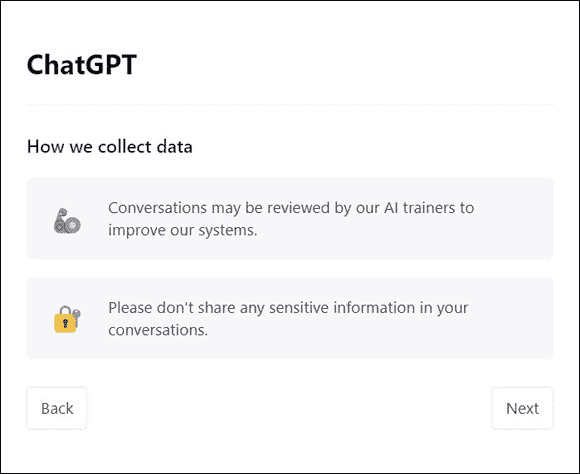 ChatGPT
How we collect data
Conversations may be reviewed by our AI trainers to
improve our systems.
Please don't share any sensitive information in your
conversations.
Back
Next